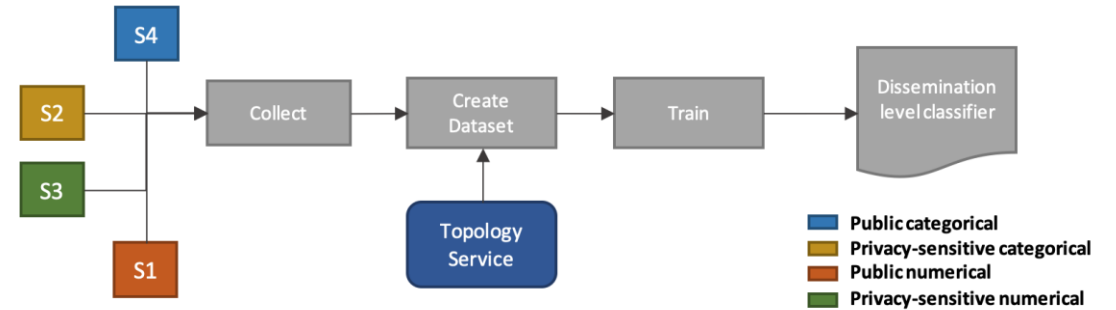 S4
S2
S3
S1
Collect
Create
Dataset
Train
Dissemination
level classifier
Topology
Service
Public categorical
Privacy-sensitive categorical
Public numerical
Privacy-sensitive numerical